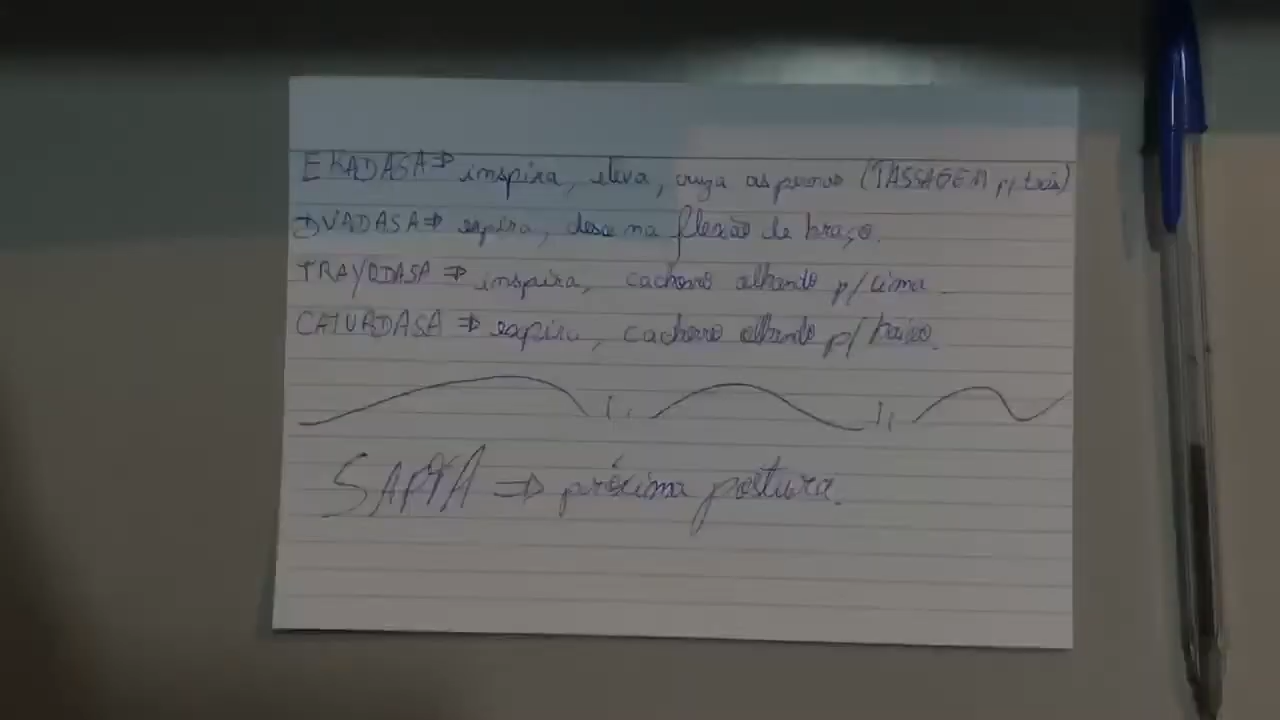 EKADASA ⇒ inspira, eleva, cruza as pernas (PASSAGEM p/ trás)
DVADASA ⇒ espira, desce na flexão de braço.
TRAYODASA ⇒ inspira, cachorro olhando p/ cima.
CATURDASA ⇒ expira, cachorro olhando p/ baixo.
SAPTA ⇒ próxima postura.